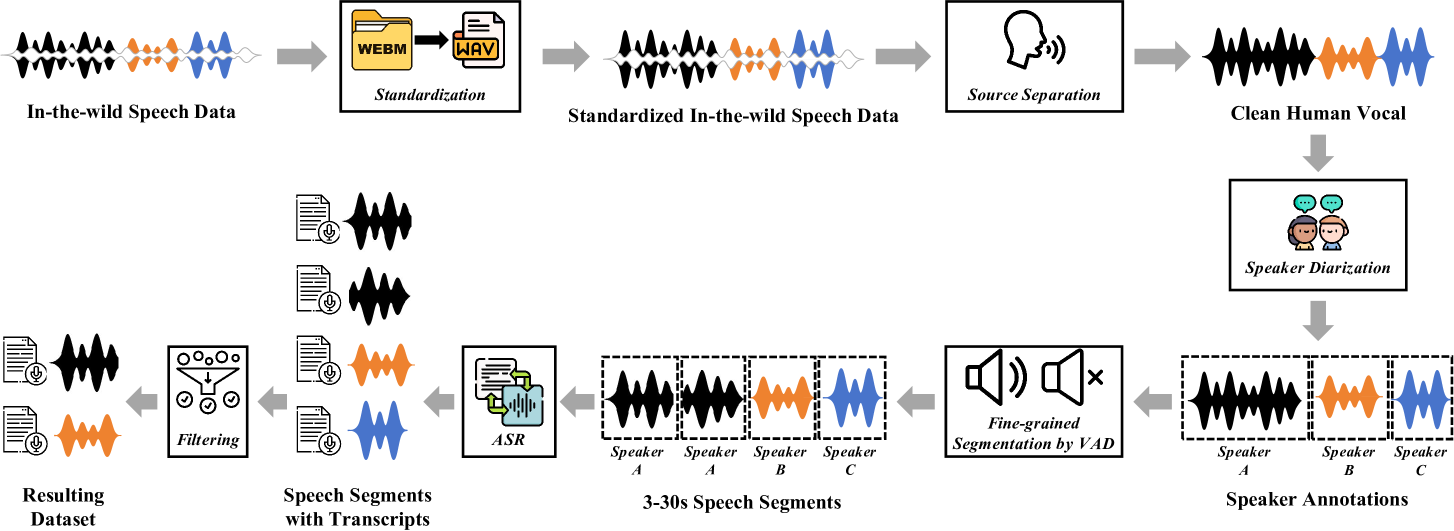 WEBM
WAV
Standardization
Source Separation
In-the-wild Speech Data
Standardized In-the-wild Speech Data
Clean Human Vocal
Speaker Diarization
Speaker
A
Speaker
B
Speaker
C
Speaker Annotations
Fine-grained
Segmentation by VAD
Speaker
A
Speaker
A
Speaker
B
Speaker
C
3-30s Speech Segments
ASR
Speech Segments
with Transcripts
Filtering
Resulting
Dataset